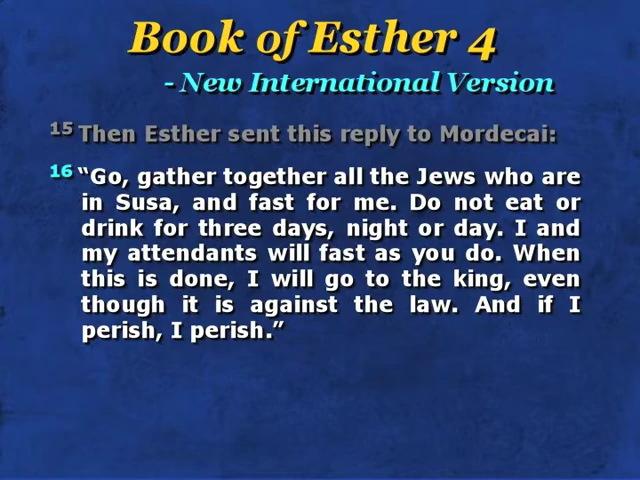 Book of Esther 4
- New International Version
15 Then Esther sent this reply to Mordecai:
16 “Go, gather together all the Jews who are
in Susa, and fast for me. Do not eat or
drink for three days, night or day. I and
my attendants will fast as you do. When
this is done, I will go to the king, even
though it is against the law. And if I
perish, I perish.”